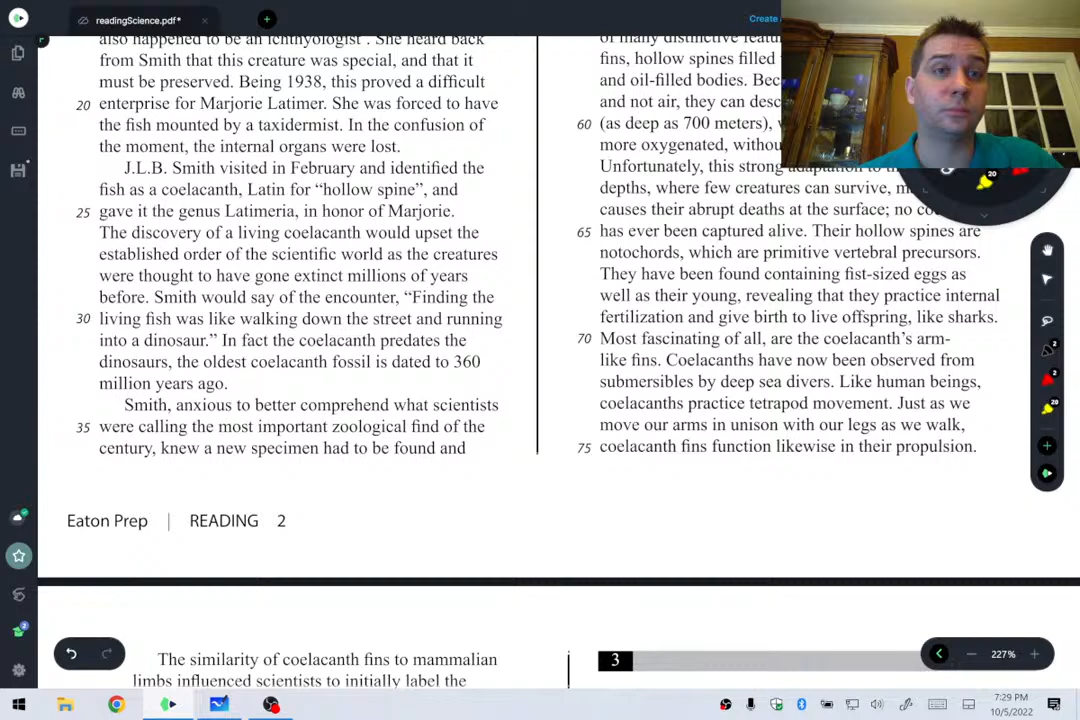 readingScience.pdf*
Create
also happened to be an ichthyologist . She heard back
from Smith that this creature was special, and that it
must be preserved. Being 1938, this proved a difficult
20 enterprise for Marjorie Latimer. She was forced to have
the fish mounted by a taxidermist. In the confusion of
the moment, the internal organs were lost.
J.L.B. Smith visited in February and identified the
fish as a coelacanth, Latin for “hollow spine”, and
25 gave it the genus Latimeria, in honor of Marjorie.
The discovery of a living coelacanth would upset the
established order of the scientific world as the creatures
were thought to have gone extinct millions of years
before. Smith would say of the encounter, “Finding the
30 living fish was like walking down the street and running
into a dinosaur.” In fact the coelacanth predates the
dinosaurs, the oldest coelacanth fossil is dated to 360
million years ago.
Smith, anxious to better comprehend what scientists
35 were calling the most important zoological find of the
century, knew a new specimen had to be found and
of many distinctive
fins, hollow spines filled
and oil-filled bodies.
and not air, they can
60 (as deep as 700 meters),
more oxygenated,
Unfortunately, this strong
depths, where few creatures can survive,
causes their abrupt deaths at the surface; no
65 has ever been captured alive. Their hollow spines are
notochords, which are primitive vertebral precursors.
They have been found containing fist-sized eggs as
well as their young, revealing that they practice internal
fertilization and give birth to live offspring, like sharks.
70 Most fascinating of all, are the coelacanth’s arm-
like fins. Coelacanths have now been observed from
submersibles by deep sea divers. Like human beings,
coelacanths practice tetrapod movement. Just as we
move our arms in unison with our legs as we walk,
75 coelacanth fins function likewise in their propulsion.
Eaton Prep | READING 2
The similarity of coelacanth fins to mammalian
limbs influenced scientists to initially label the
3
20
2
2
20
2
227%
7:29 PM
10/5/2022